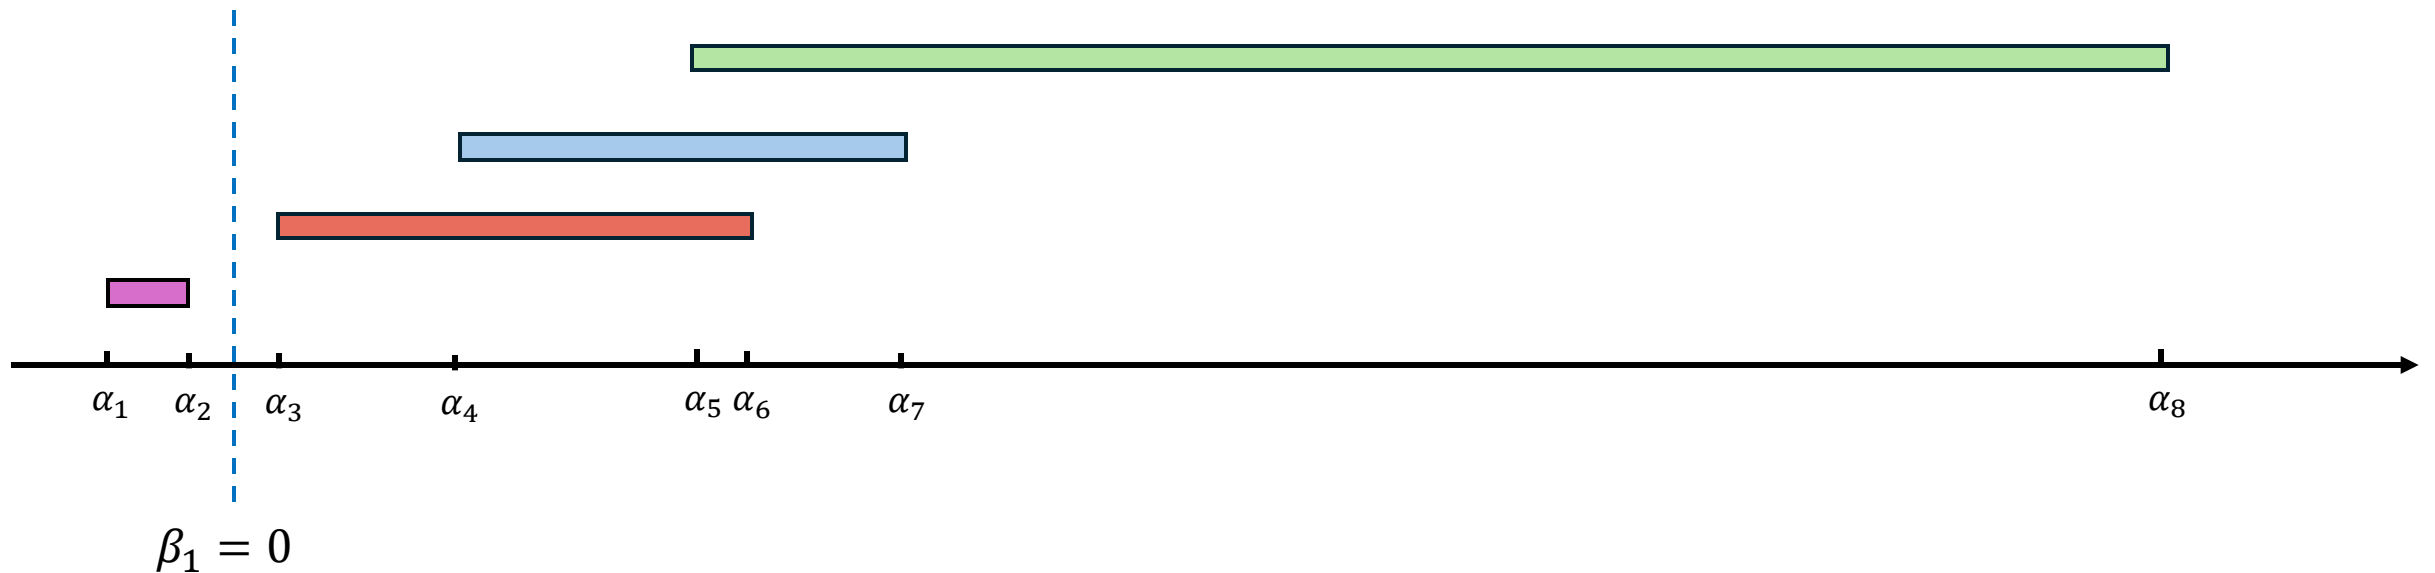 α₁ α₂ α₃ α₄ α₅ α₆ α₇ α₈
β₁ = 0